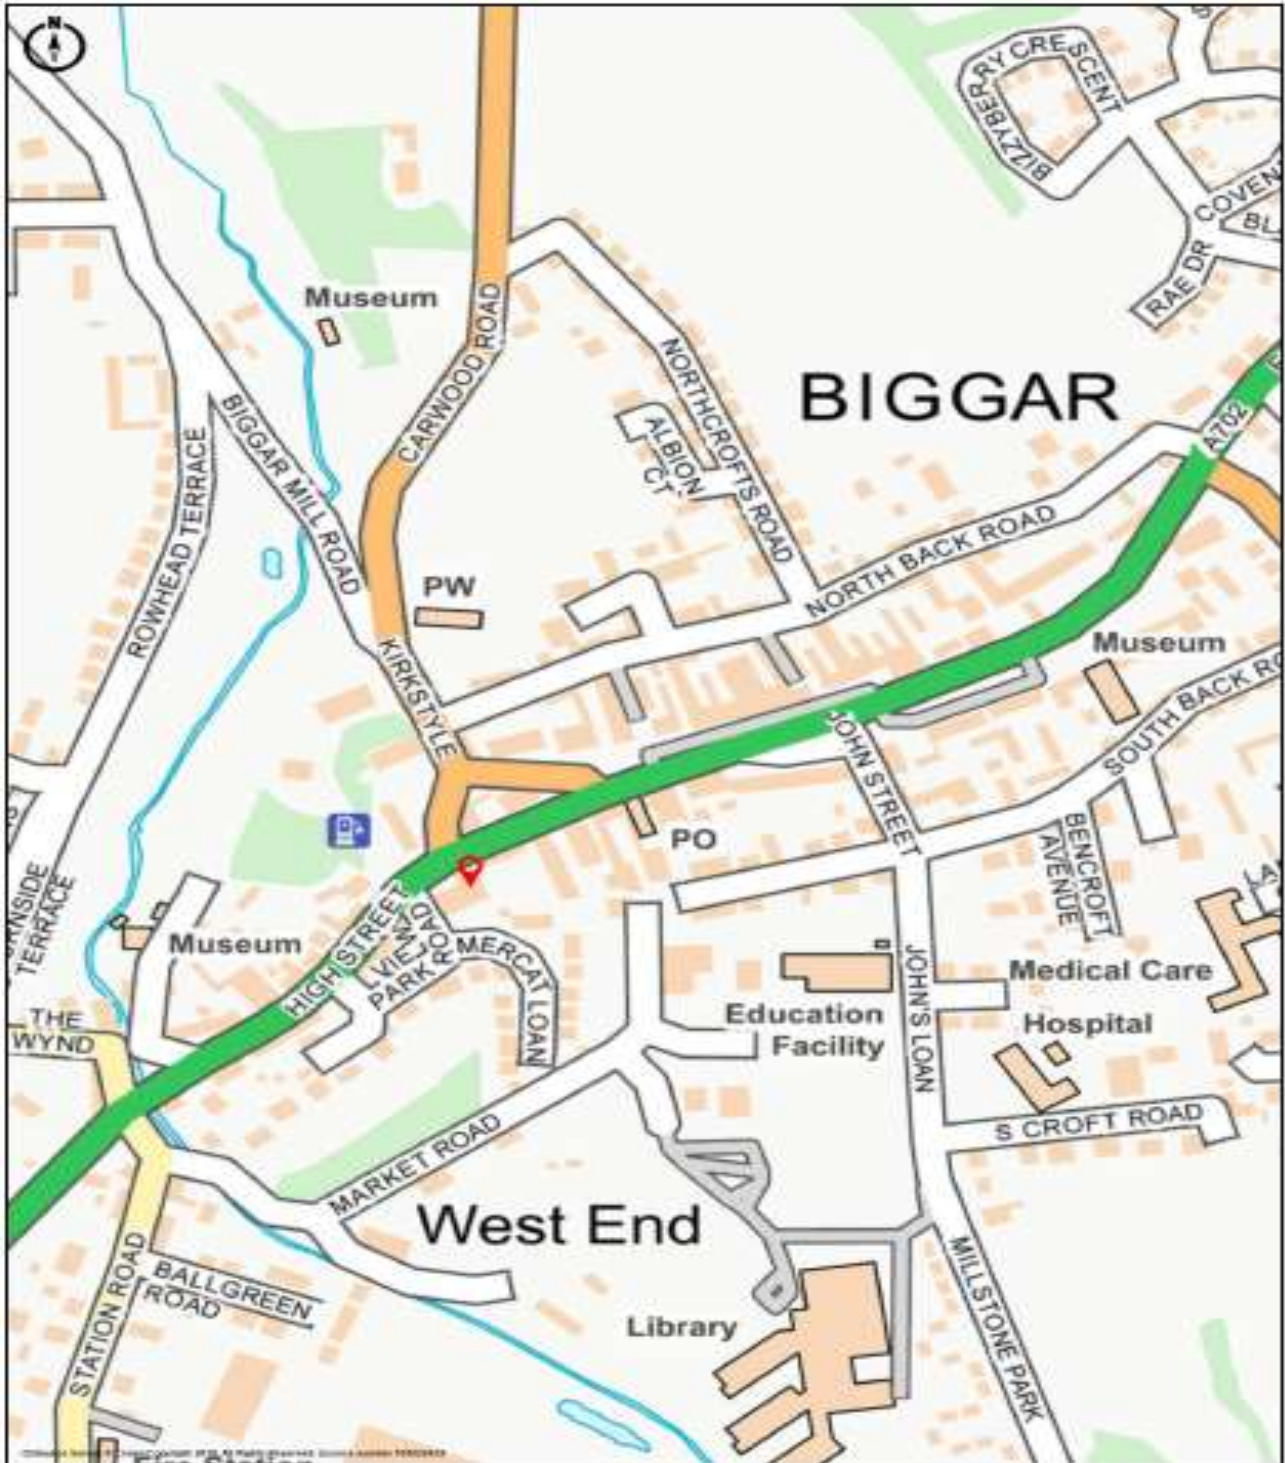 N
BIZZYBERRY CRESCENT
COVEN
BL
RAE DR
Museum
CARWOOD ROAD
NORTHCROFTS ROAD
BIGGAR
ALBION
CT
A702
BIGGAR MILL ROAD
ROWHEAD TERRACE
NORTH BACK ROAD
PW
KIRKSTYLE
Museum
SOUTH BACK RO
JOHN STREET
PO
BENCROFT
AVENUE
TERRACE
Museum
HIGH STREET
PARK ROAD
MERCAT LOAN
Medical Care
Education
Facility
JOHN'S LOAN
Hospital
THE
WYND
S CROFT ROAD
MARKET ROAD
West End
MILLSTONE PARK
STATION ROAD
BALLGREEN
ROAD
Library